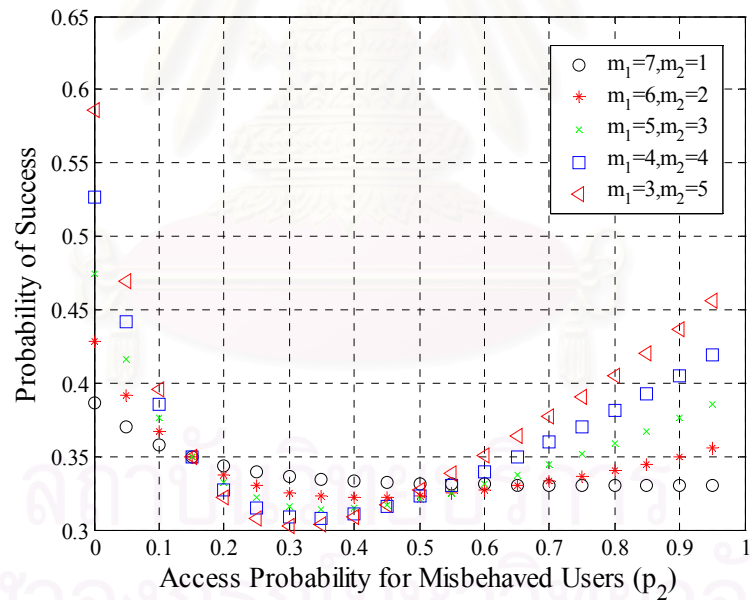 0.65
0.6
0.55
0.5
0.45
0.4
0.35
0.3
Probability of Success
m1=7,m2=1
m1=6,m2=2
m1=5,m2=3
m1=4,m2=4
m1=3,m2=5
0 0.1 0.2 0.3 0.4 0.5 0.6 0.7 0.8 0.9 1
Access Probability for Misbehaved Users (p2)